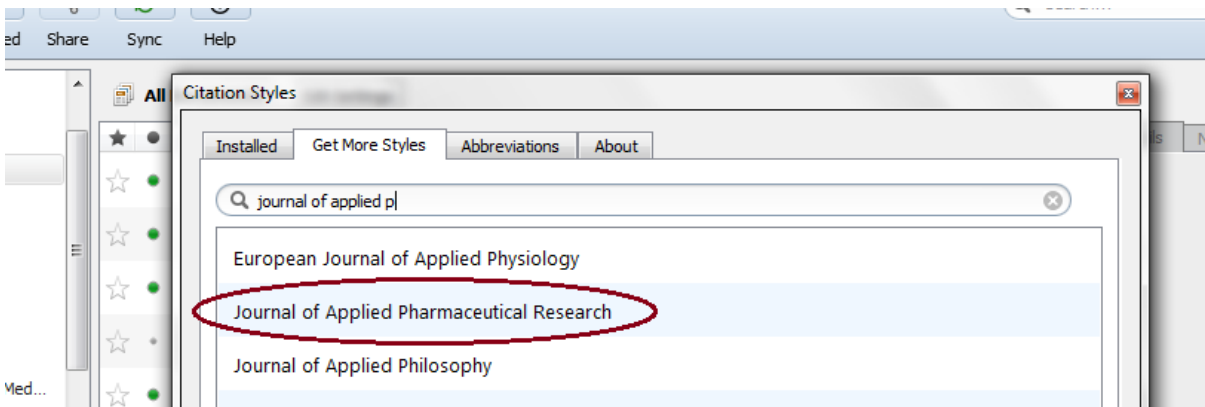 ed Share Sync Help
All
Citation Styles
Installed Get More Styles Abbreviations About
journal of applied p
European Journal of Applied Physiology
Journal of Applied Pharmaceutical Research
Journal of Applied Philosophy
Med...